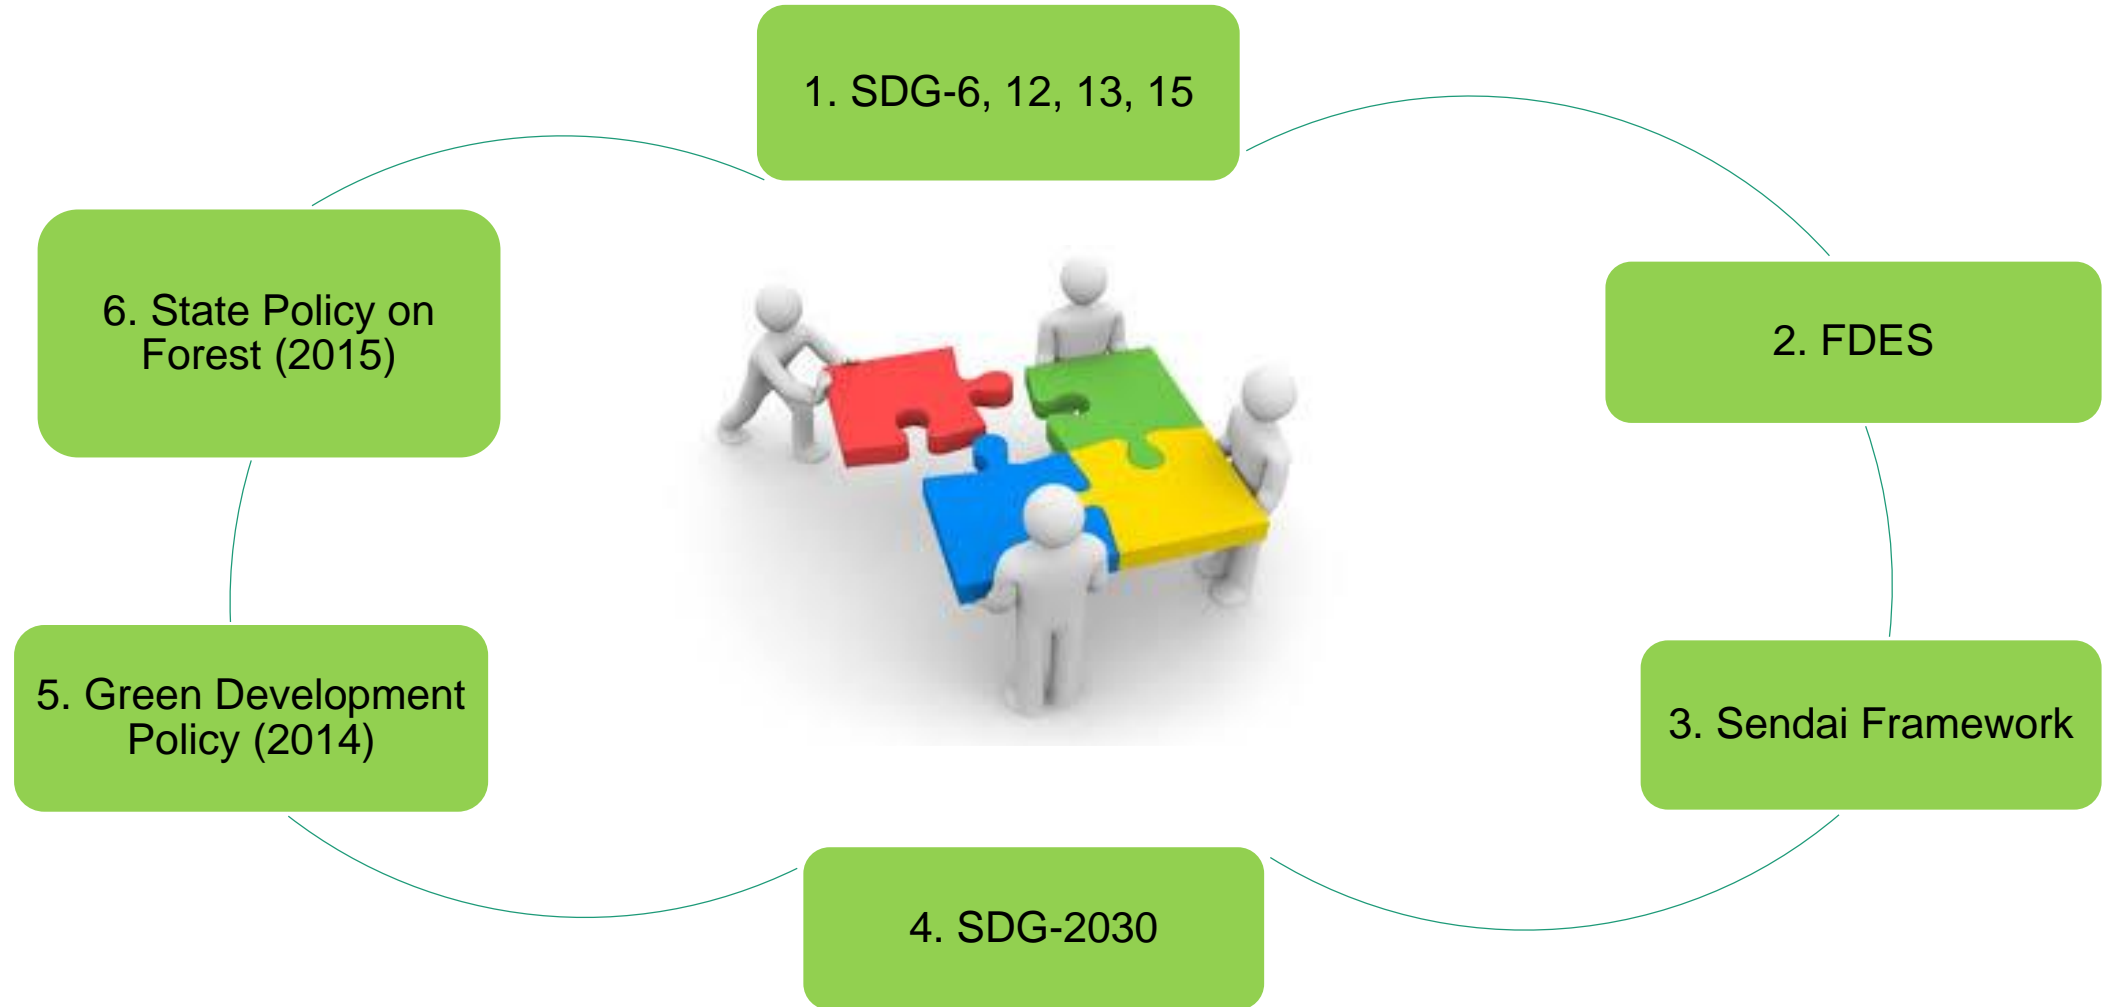 1. SDG-6, 12, 13, 15
2. FDES
3. Sendai Framework
4. SDG-2030
5. Green Development
Policy (2014)
6. State Policy on
Forest (2015)